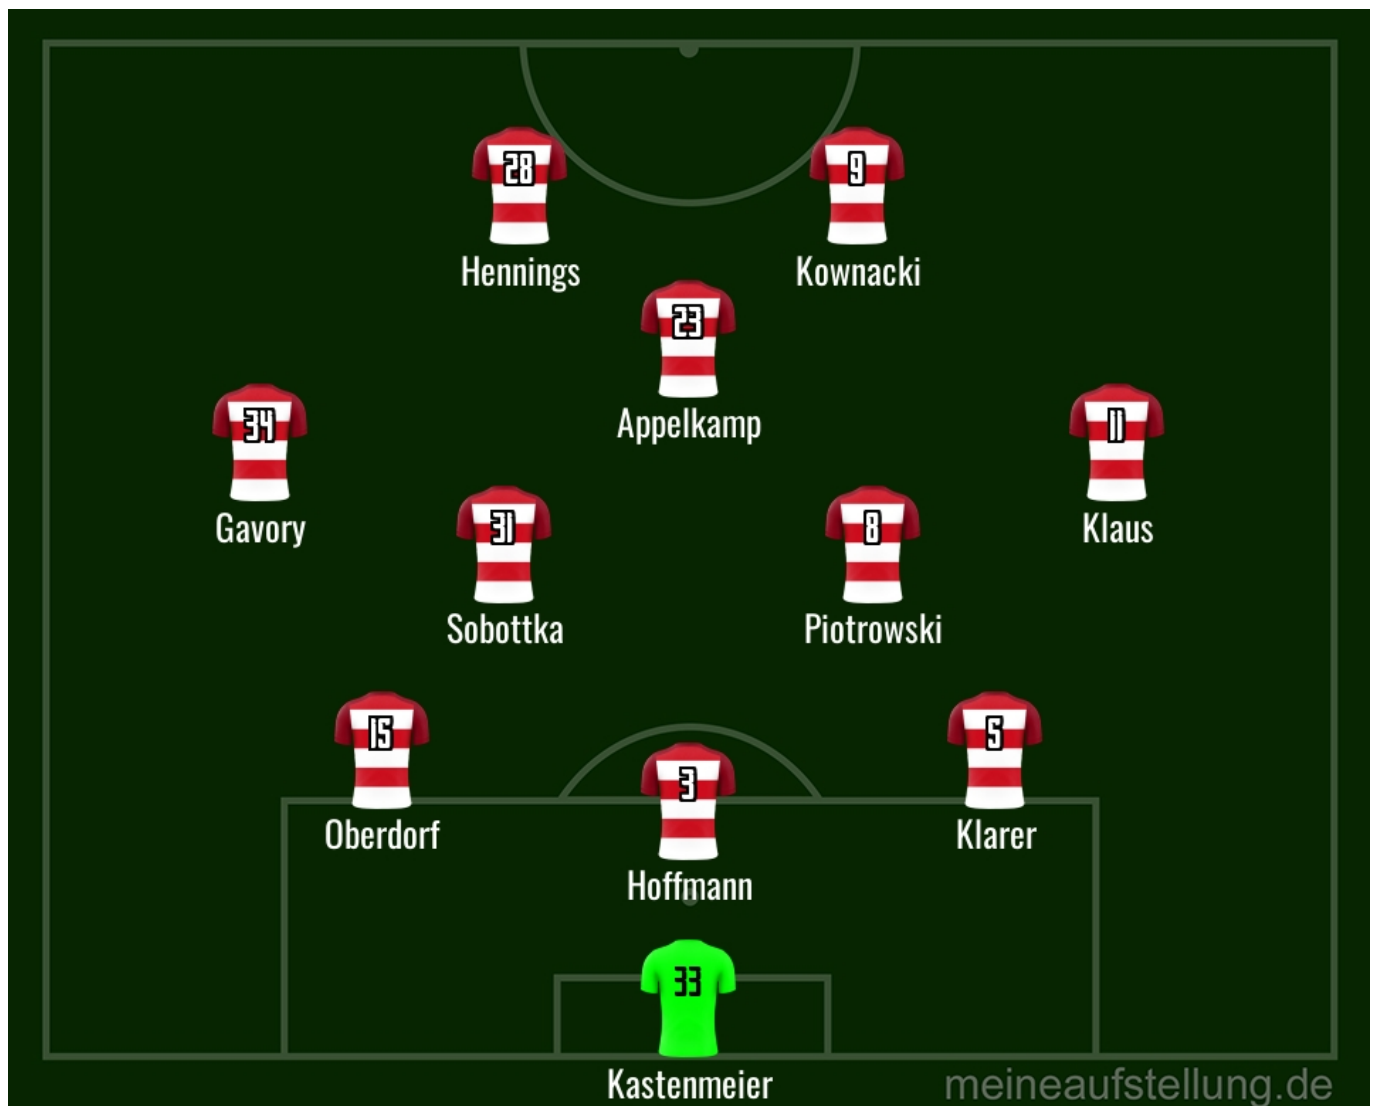 28
9
Hennings
Kownacki
23
Appelkamp
34
11
Gavory
Klaus
31
8
Sobottka
Piotrowski
15
5
Oberdorf
Klarer
3
Hoffmann
33
Kastenmeier
meineaufstellung.de